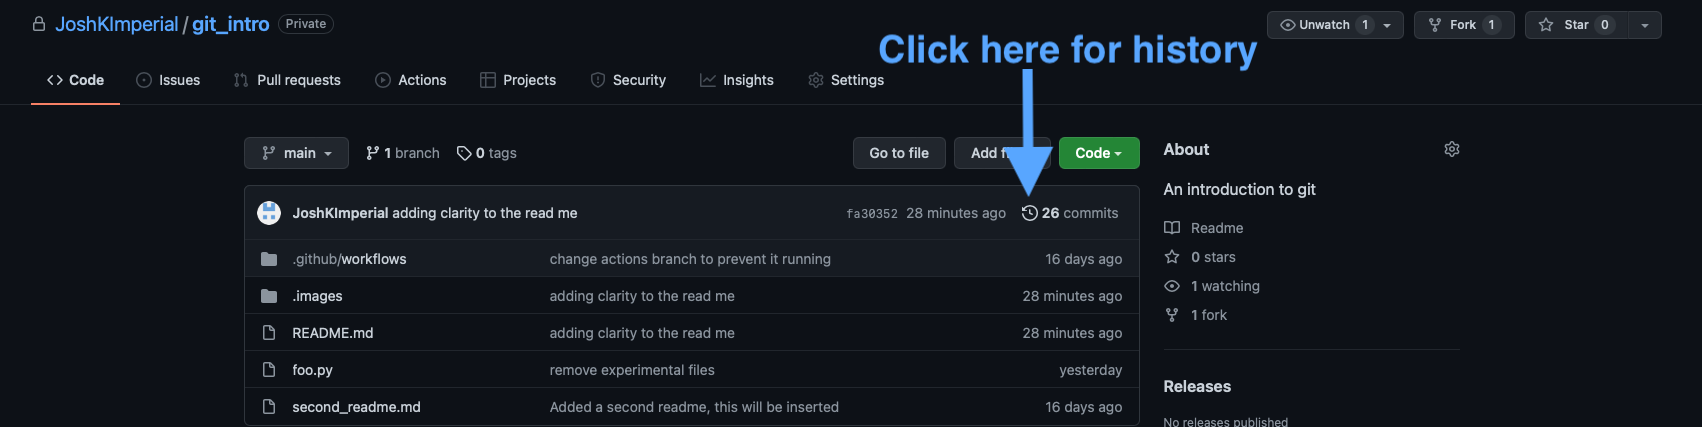 JoshKImperial / git_intro Private
Unwatch 1 Fork 1 Star 0
Click here for history
Code Issues Pull requests Actions Projects Security Insights Settings
main 1 branch 0 tags Go to file Add Code
JoshKImperial adding clarity to the read me fa30352 28 minutes ago 26 commits
.github/workflows change actions branch to prevent it running 16 days ago
.images adding clarity to the read me 28 minutes ago
README.md adding clarity to the read me 28 minutes ago
foo.py remove experimental files yesterday
second_readme.md Added a second readme, this will be inserted 16 days ago
About
An introduction to git
Readme
0 stars
1 watching
1 fork
Releases
No releases published